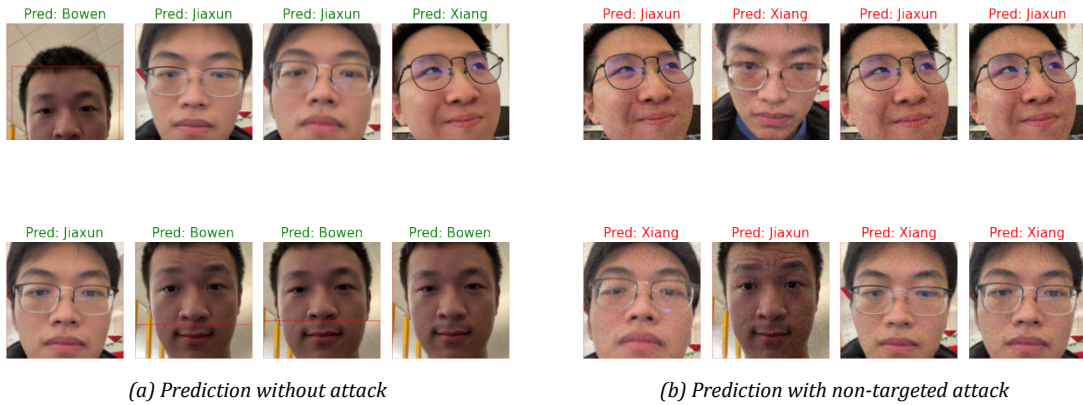 Pred: Bowen Pred: Jiaxun Pred: Jiaxun Pred: Xiang Pred: Jiaxun Pred: Xiang Pred: Jiaxun Pred: Jiaxun
Pred: Jiaxun Pred: Bowen Pred: Bowen Pred: Bowen Pred: Xiang Pred: Jiaxun Pred: Xiang Pred: Xiang
(a) Prediction without attack (b) Prediction with non-targeted attack